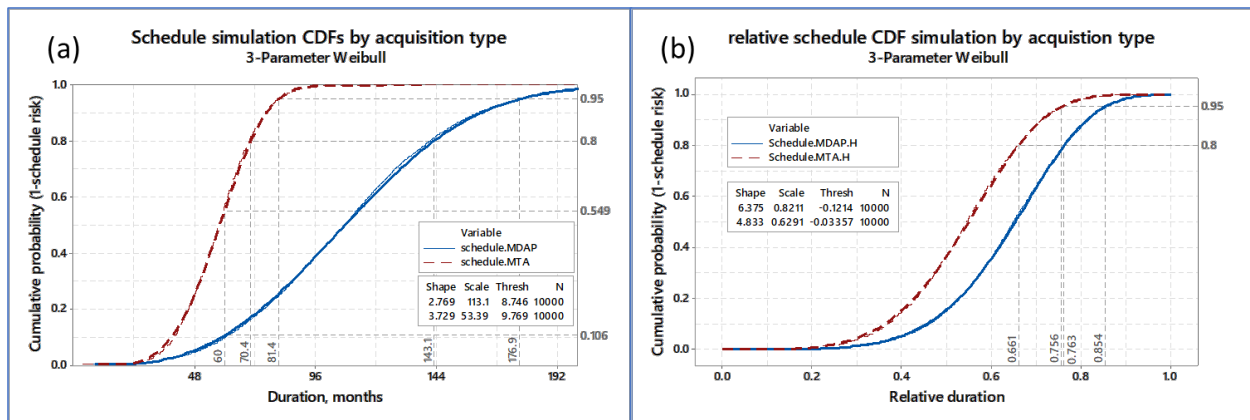 (a)
Schedule simulation CDFs by acquisition type
3-Parameter Weibull
Cumulative probability (1-schedule risk)
1.0
0.8
0.6
0.4
0.2
0.0
0.95
0.8
0.549
0.106
60
70.4
81.4
143.1
176.9
Variable
schedule.MDAP
schedule.MTA
Shape Scale Thresh N
2.769 113.1 8.746 10000
3.729 53.39 9.769 10000
48 96 144 192
Duration, months
(b)
relative schedule CDF simulation by acquistion type
3-Parameter Weibull
Cumulative probability (1-schedule risk)
1.0
0.8
0.6
0.4
0.2
0.0
0.95
0.8
Variable
Schedule.MDAP.H
Schedule.MTA.H
Shape Scale Thresh N
6.375 0.8211 -0.1214 10000
4.833 0.6291 -0.03357 10000
0.661
0.756
0.763
0.854
0.0 0.2 0.4 0.6 0.8 1.0
Relative duration